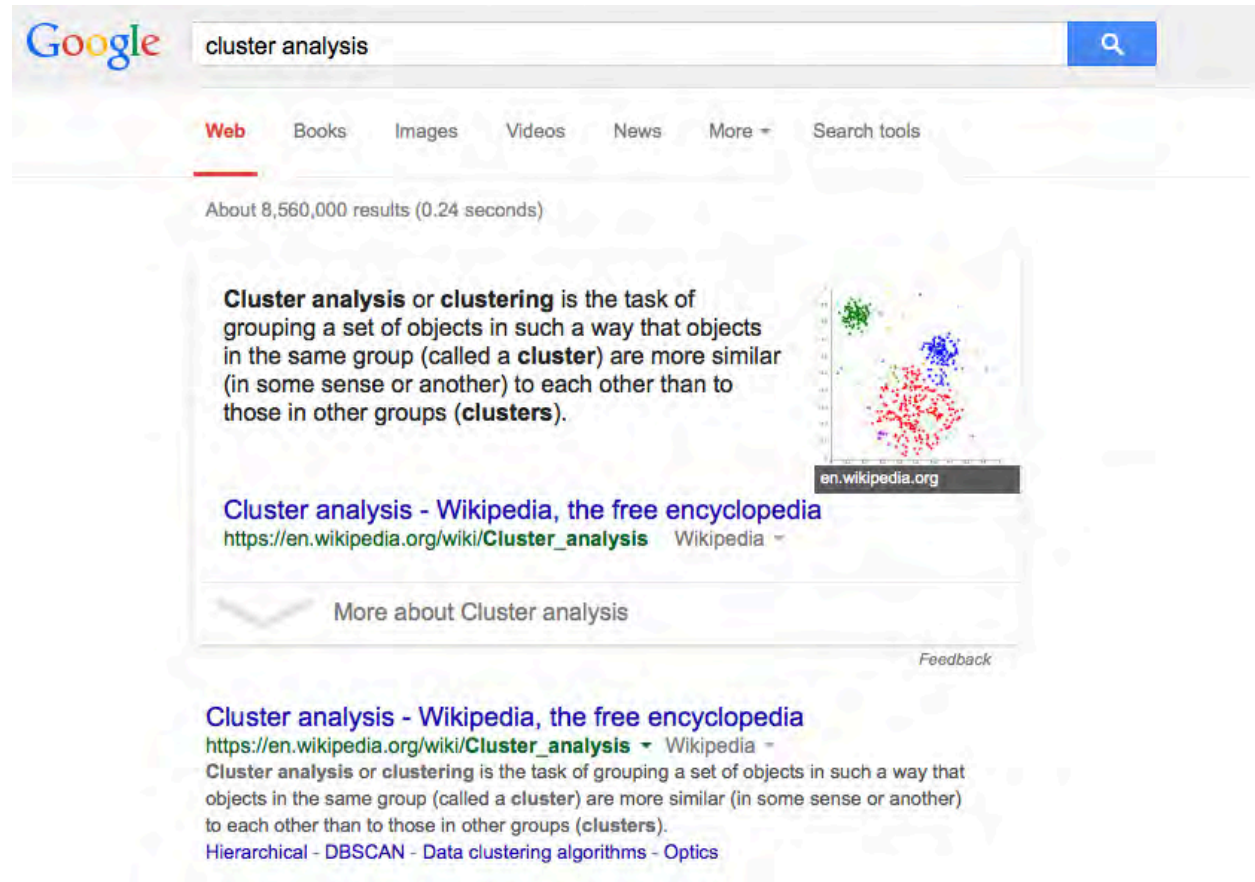 Google
cluster analysis
Web Books Images Videos News More Search tools
About 8,560,000 results (0.24 seconds)
Cluster analysis or clustering is the task of
grouping a set of objects in such a way that objects
in the same group (called a cluster) are more similar
(in some sense or another) to each other than to
those in other groups (clusters).
en.wikipedia.org
Cluster analysis - Wikipedia, the free encyclopedia
https://en.wikipedia.org/wiki/Cluster_analysis Wikipedia
More about Cluster analysis
Feedback
Cluster analysis - Wikipedia, the free encyclopedia
https://en.wikipedia.org/wiki/Cluster_analysis Wikipedia
Cluster analysis or clustering is the task of grouping a set of objects in such a way that
objects in the same group (called a cluster) are more similar (in some sense or another)
to each other than to those in other groups (clusters).
Hierarchical - DBSCAN - Data clustering algorithms - Optics